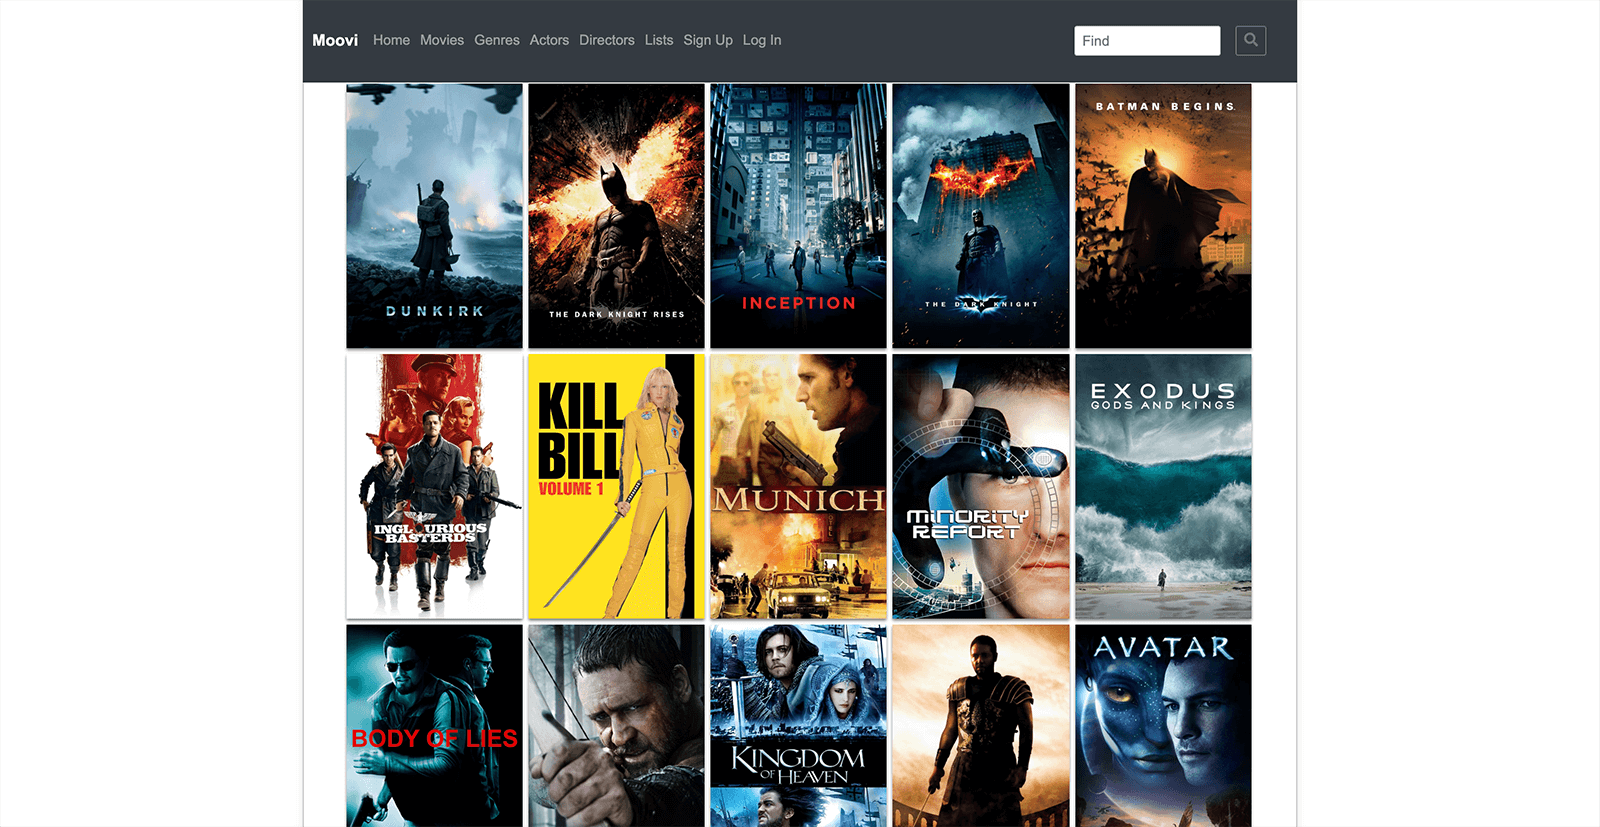 Moovi Home Movies Genres Actors Directors Lists Sign Up Log In Find
DUNKIRK
THE DARK KNIGHT RISES
INCEPTION
THE DARK KNIGHT
BATMAN BEGINS
INGLOURIOUS
BASTERDS
KILL
BILL
VOLUME 1
MUNICH
MINORITY
REPORT
EXODUS
GODS AND KINGS
BODY OF LIES
KINGDOM
OF HEAVEN
AVATAR